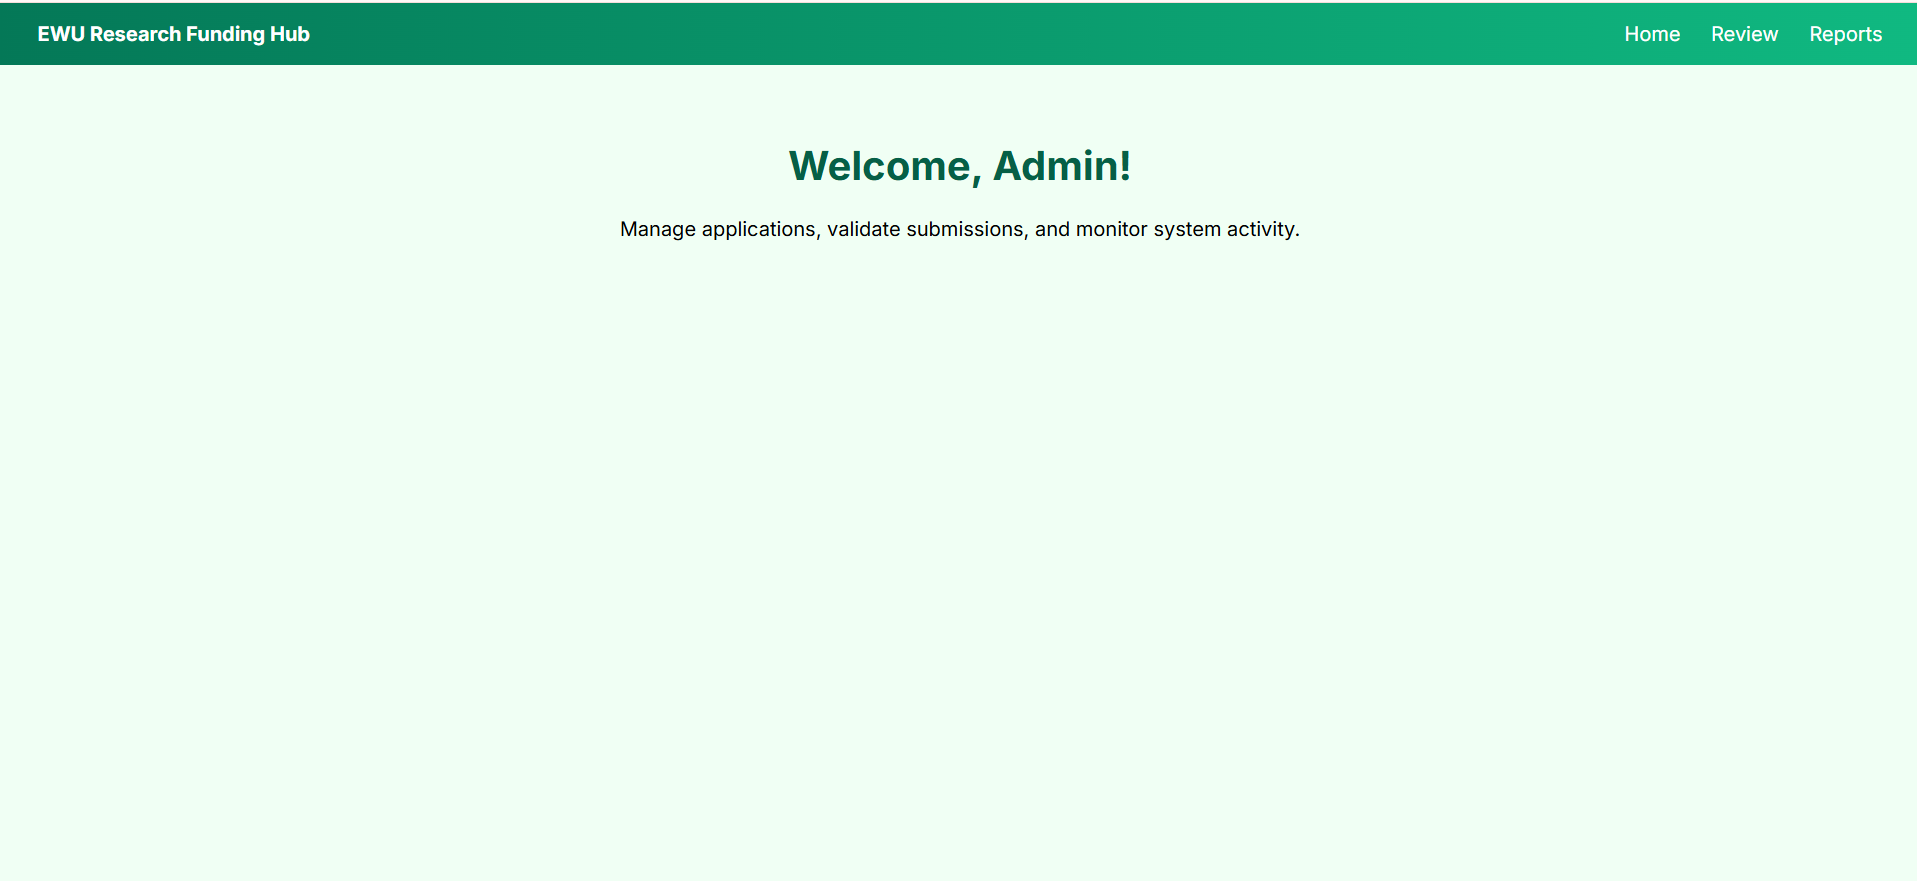 EWU Research Funding Hub
Home Review Reports
Welcome, Admin!
Manage applications, validate submissions, and monitor system activity.